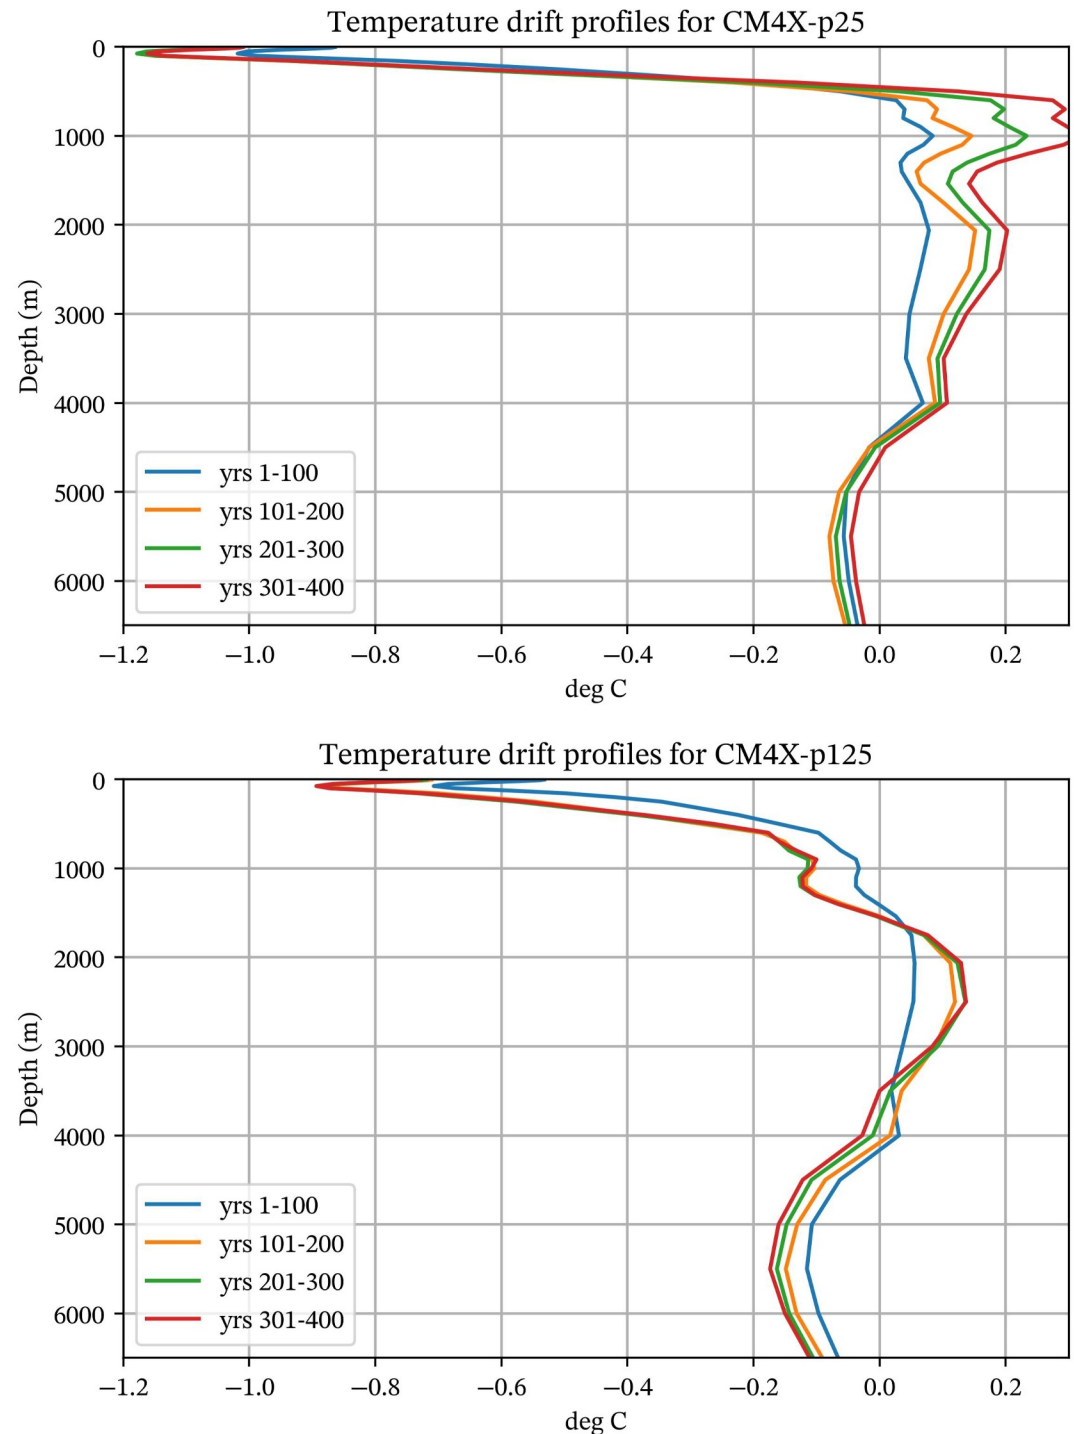 Temperature drift profiles for CM4X-p25
0
1000
2000
3000
4000
5000
6000
Depth (m)
yrs 1-100
yrs 101-200
yrs 201-300
yrs 301-400
−1.2 −1.0 −0.8 −0.6 −0.4 −0.2 0.0 0.2
deg C
Temperature drift profiles for CM4X-p125
0
1000
2000
3000
4000
5000
6000
Depth (m)
yrs 1-100
yrs 101-200
yrs 201-300
yrs 301-400
−1.2 −1.0 −0.8 −0.6 −0.4 −0.2 0.0 0.2
deg C